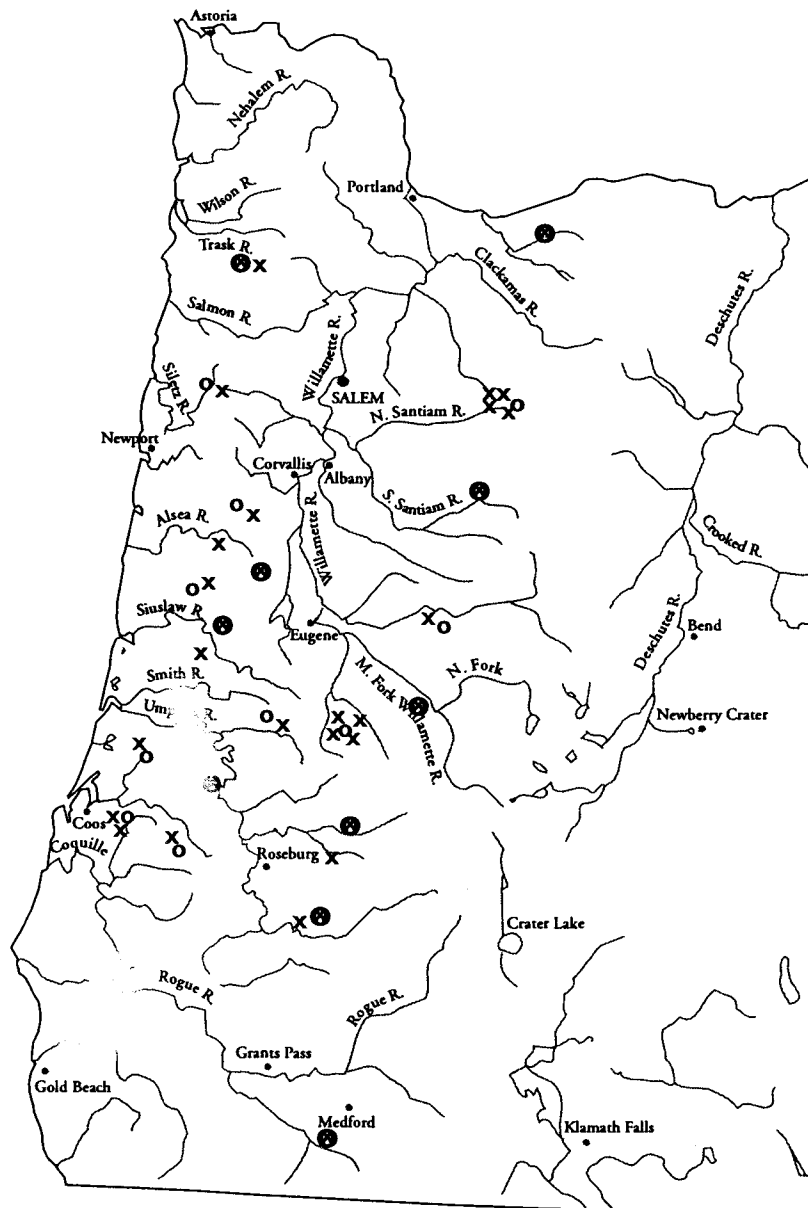 Astoria
Nehalem R.
Portland
Wilson R.
Trask R.
X
Clackamas R.
Deschutes R.
Salmon R.
Willamette R.
Siletz R.
O X
SALEM
X X
X X O
N. Santiam R.
Newport
Corvallis
Albany
S. Santiam R.
Alsea R.
O X
X
Willamette R.
Crooked R.
O X
Siuslaw R.
Eugene
X O
Deschutes R.
Bend
X
Smith R.
N. Fork
M. Fork Willamette R.
O X
X X
X O X
Newberry Crater
X
O
Coos
X O
X
Coquille
X
O
Roseburg
X
X
Crater Lake
Rogue R.
Rogue R.
Grants Pass
Gold Beach
Medford
Klamath Falls